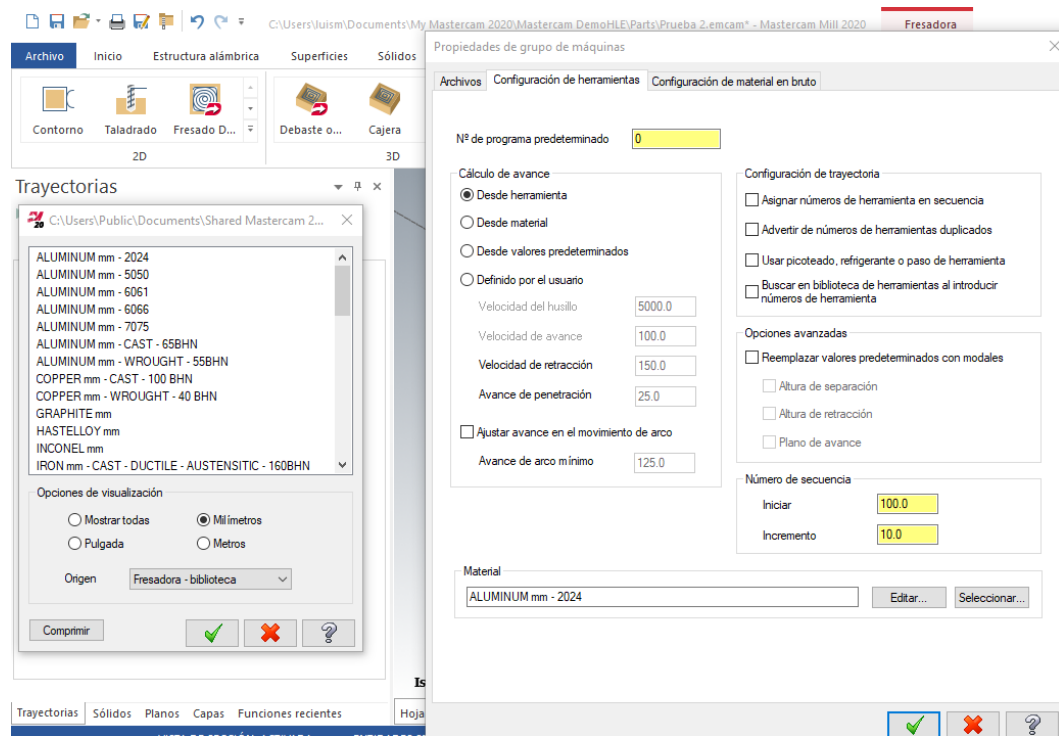 C:\Users\luism\Documents\My Mastercam 2020\Mastercam DemoHLE\Parts\Prueba 2.emcam* - Mastercam Mill 2020
Fresadora
Archivo
Inicio
Estructura alámbrica
Superficies
Sólidos
Contorno
Taladrado
Fresado D...
Debaste o...
Cajera
2D
3D
Trayectorias
20
C:\Users\Public\Documents\Shared Mastercam 2...
ALUMINUM mm - 2024
ALUMINUM mm - 5050
ALUMINUM mm - 6061
ALUMINUM mm - 6066
ALUMINUM mm - 7075
ALUMINUM mm - CAST - 65BHN
ALUMINUM mm - WROUGHT - 55BHN
COPPER mm - CAST - 100 BHN
COPPER mm - WROUGHT - 40 BHN
GRAPHITE mm
HASTELLOY mm
INCONEL mm
IRON mm - CAST - DUCTILE - AUSTENSITIC - 160BHN
Opciones de visualización
Mostrar todas
Milímetros
Pulgada
Metros
Origen
Fresadora - biblioteca
Comprimir
Trayectorias
Sólidos
Planos
Capas
Funciones recientes
Is
Hoja
Propiedades de grupo de máquinas
Archivos
Configuración de herramientas
Configuración de material en bruto
Nº de programa predeterminado
0
Cálculo de avance
Desde herramienta
Desde material
Desde valores predeterminados
Definido por el usuario
Velocidad del husillo
5000.0
Velocidad de avance
100.0
Velocidad de retracción
150.0
Avance de penetración
25.0
Ajustar avance en el movimiento de arco
Avance de arco mínimo
125.0
Configuración de trayectoria
Asignar números de herramienta en secuencia
Advertir de números de herramientas duplicados
Usar picoteado, refrigerante o paso de herramienta
Buscar en biblioteca de herramientas al introducir
números de herramienta
Opciones avanzadas
Reemplazar valores predeterminados con modales
Altura de separación
Altura de retracción
Plano de avance
Número de secuencia
Iniciar
100.0
Incremento
10.0
Material
ALUMINUM mm - 2024
Editar...
Seleccionar...